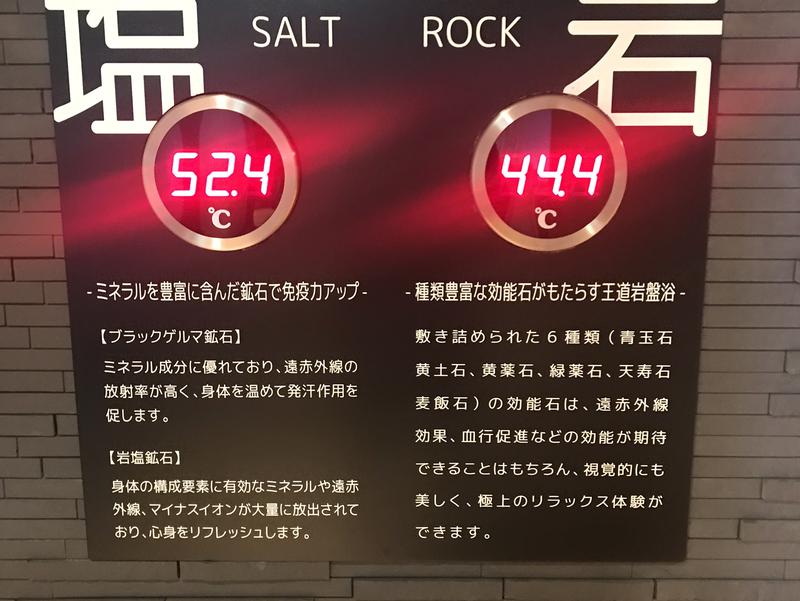 塩
SALT
52.4
℃
- ミネラルを豊富に含んだ鉱石で免疫力アップ -
【ブラックゲルマ鉱石】
ミネラル成分に優れており、遠赤外線の
放射率が高く、身体を温めて発汗作用を
促します。
【岩塩鉱石】
身体の構成要素に有効なミネラルや遠赤
外線、マイナスイオンが大量に放出されて
おり、心身をリフレッシュします。
岩
ROCK
44.4
℃
- 種類豊富な効能石がもたらす王道岩盤浴 -
敷き詰められた6種類（青玉石
黄土石、黄薬石、緑薬石、天寿石
麦飯石）の効能石は、遠赤外線
効果、血行促進などの効能が期待
できることはもちろん、視覚的にも
美しく、極上のリラックス体験が
できます。